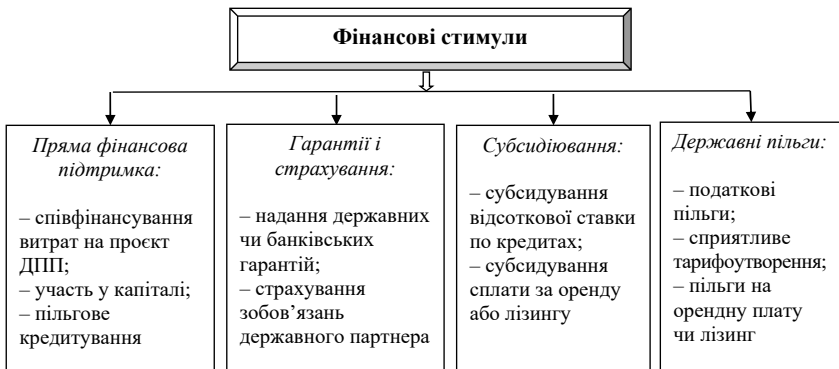 Фінансові стимули
Пряма фінансова
підтримка:
– співфінансування
витрат на проєкт
ДПП;
– участь у капіталі;
– пільгове
кредитування
Гарантії і
страхування:
– надання державних
чи банківських
гарантій;
– страхування
зобов’язань
державного партнера
Субсидіювання:
– субсидування
відсоткової ставки
по кредитах;
– субсидування
сплати за оренду
або лізингу
Державні пільги:
– податкові
пільги;
– сприятливе
тарифоутворення;
– пільги на
орендну плату
чи лізинг